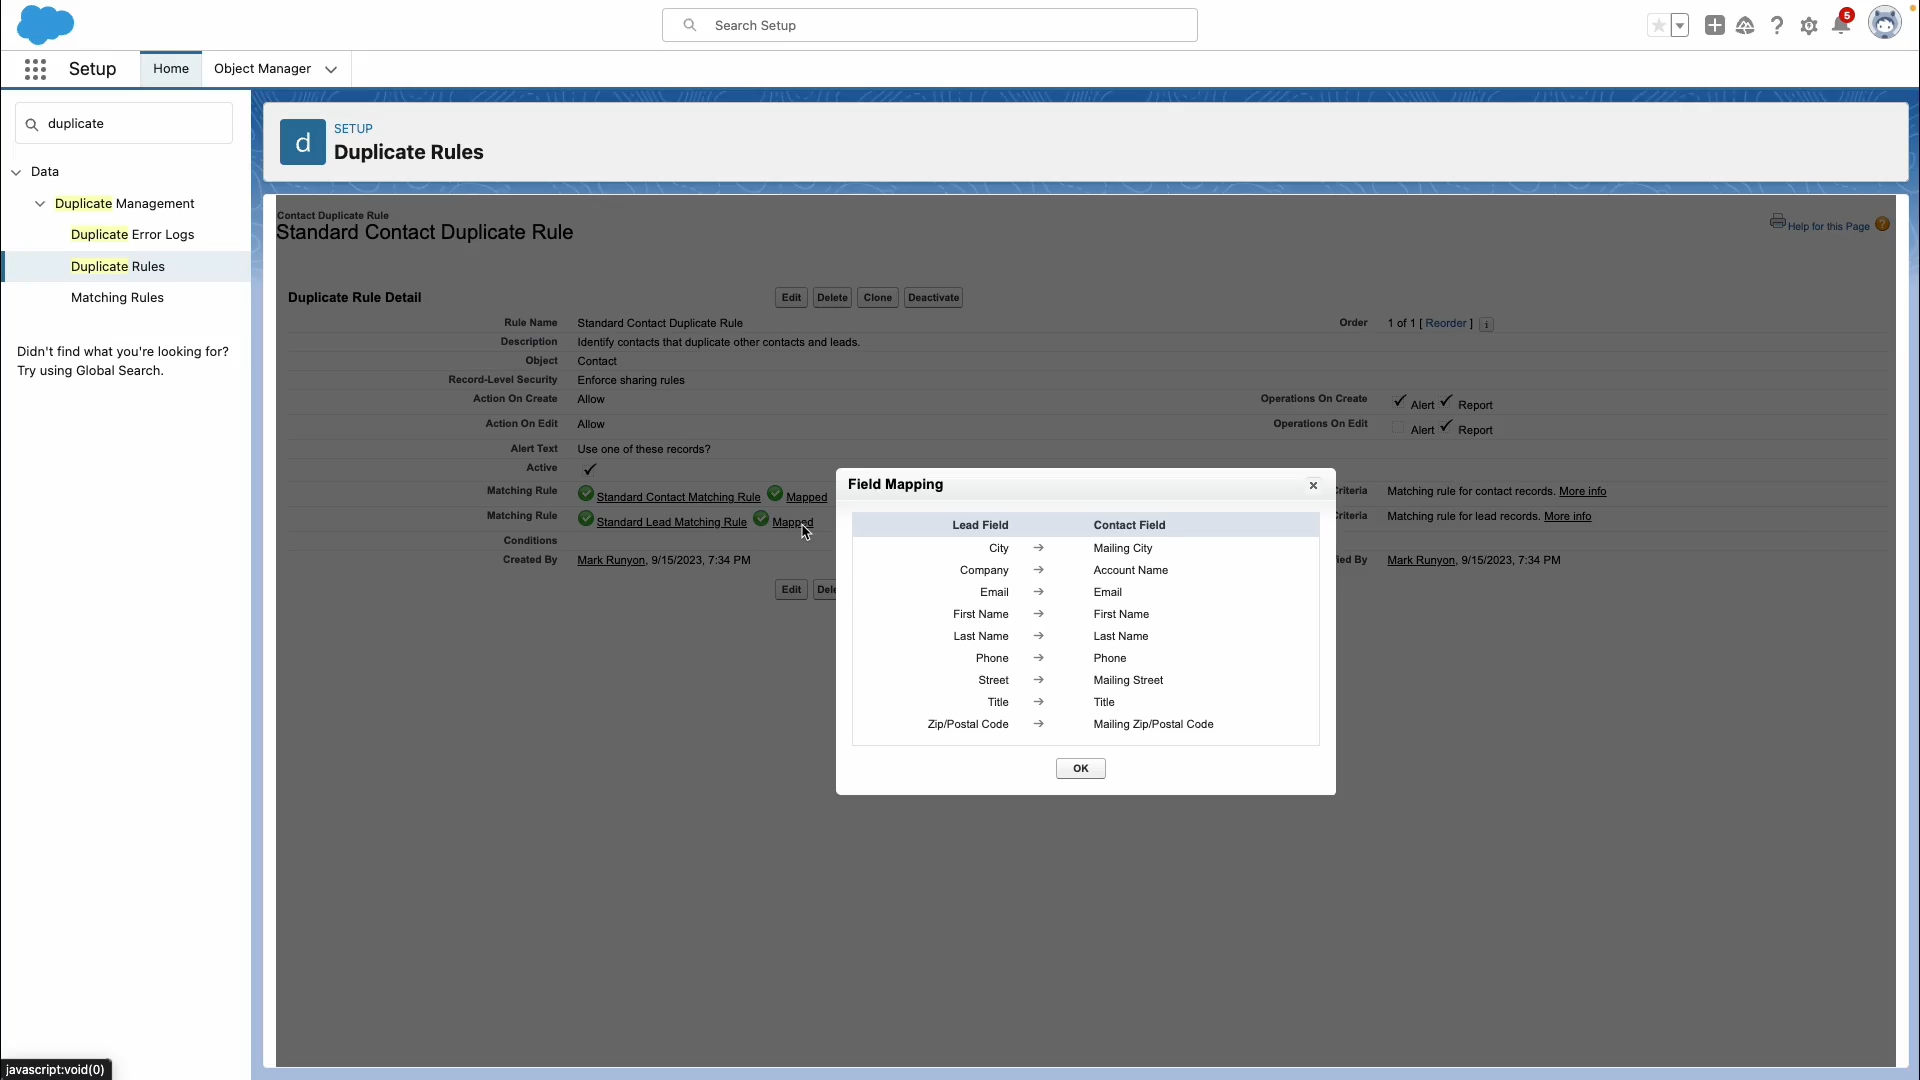 Search Setup
5
Setup
Home
Object Manager
duplicate
Data
Duplicate Management
Duplicate Error Logs
Duplicate Rules
Matching Rules
Didn't find what you're looking for?
Try using Global Search.
d
SETUP
Duplicate Rules
Contact Duplicate Rule
Standard Contact Duplicate Rule
Help for this Page ?
Duplicate Rule Detail
Edit Delete Clone Deactivate
Rule Name Standard Contact Duplicate Rule Order 1 of 1 [ Reorder ] i
Description Identify contacts that duplicate other contacts and leads.
Object Contact
Record-Level Security Enforce sharing rules
Action On Create Allow Operations On Create Alert Report
Action On Edit Allow Operations On Edit Alert Report
Alert Text Use one of these records?
Active
Matching Rule Standard Contact Matching Rule Mapped Criteria Matching rule for contact records. More info
Matching Rule Standard Lead Matching Rule Mapped Criteria Matching rule for lead records. More info
Conditions
Created By Mark Runyon, 9/15/2023, 7:34 PM ied By Mark Runyon, 9/15/2023, 7:34 PM
Edit Dele
Field Mapping
Lead Field Contact Field
City → Mailing City
Company → Account Name
Email → Email
First Name → First Name
Last Name → Last Name
Phone → Phone
Street → Mailing Street
Title → Title
Zip/Postal Code → Mailing Zip/Postal Code
OK
javascript:void(0)